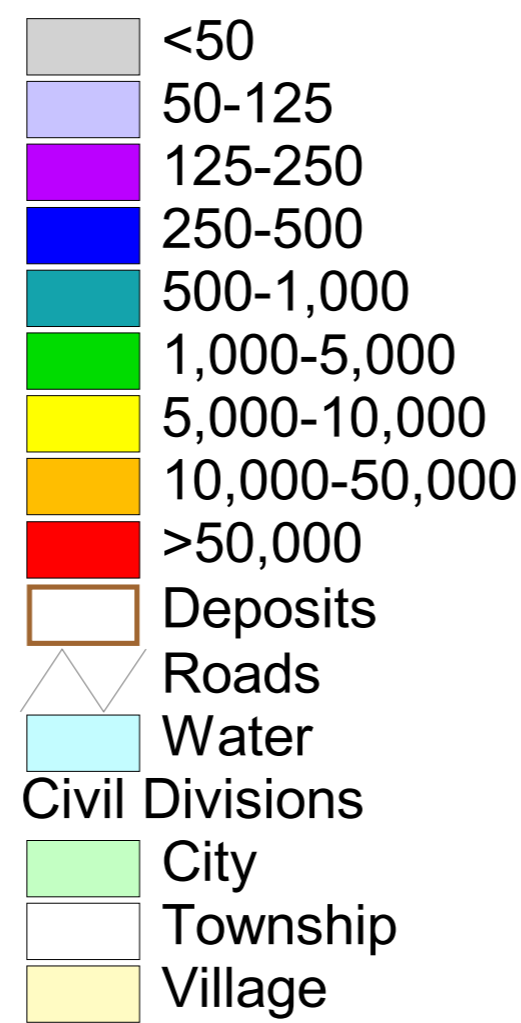 <50
50-125
125-250
250-500
500-1,000
1,000-5,000
5,000-10,000
10,000-50,000
>50,000
Deposits
Roads
Water
Civil Divisions
City
Township
Village